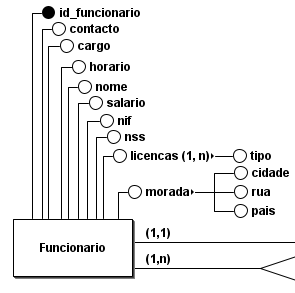 id_funcionario
contacto
cargo
horario
nome
salario
nif
nss
licencas (1, n) tipo
cidade
morada rua
pais
Funcionario
(1,1)
(1,n)